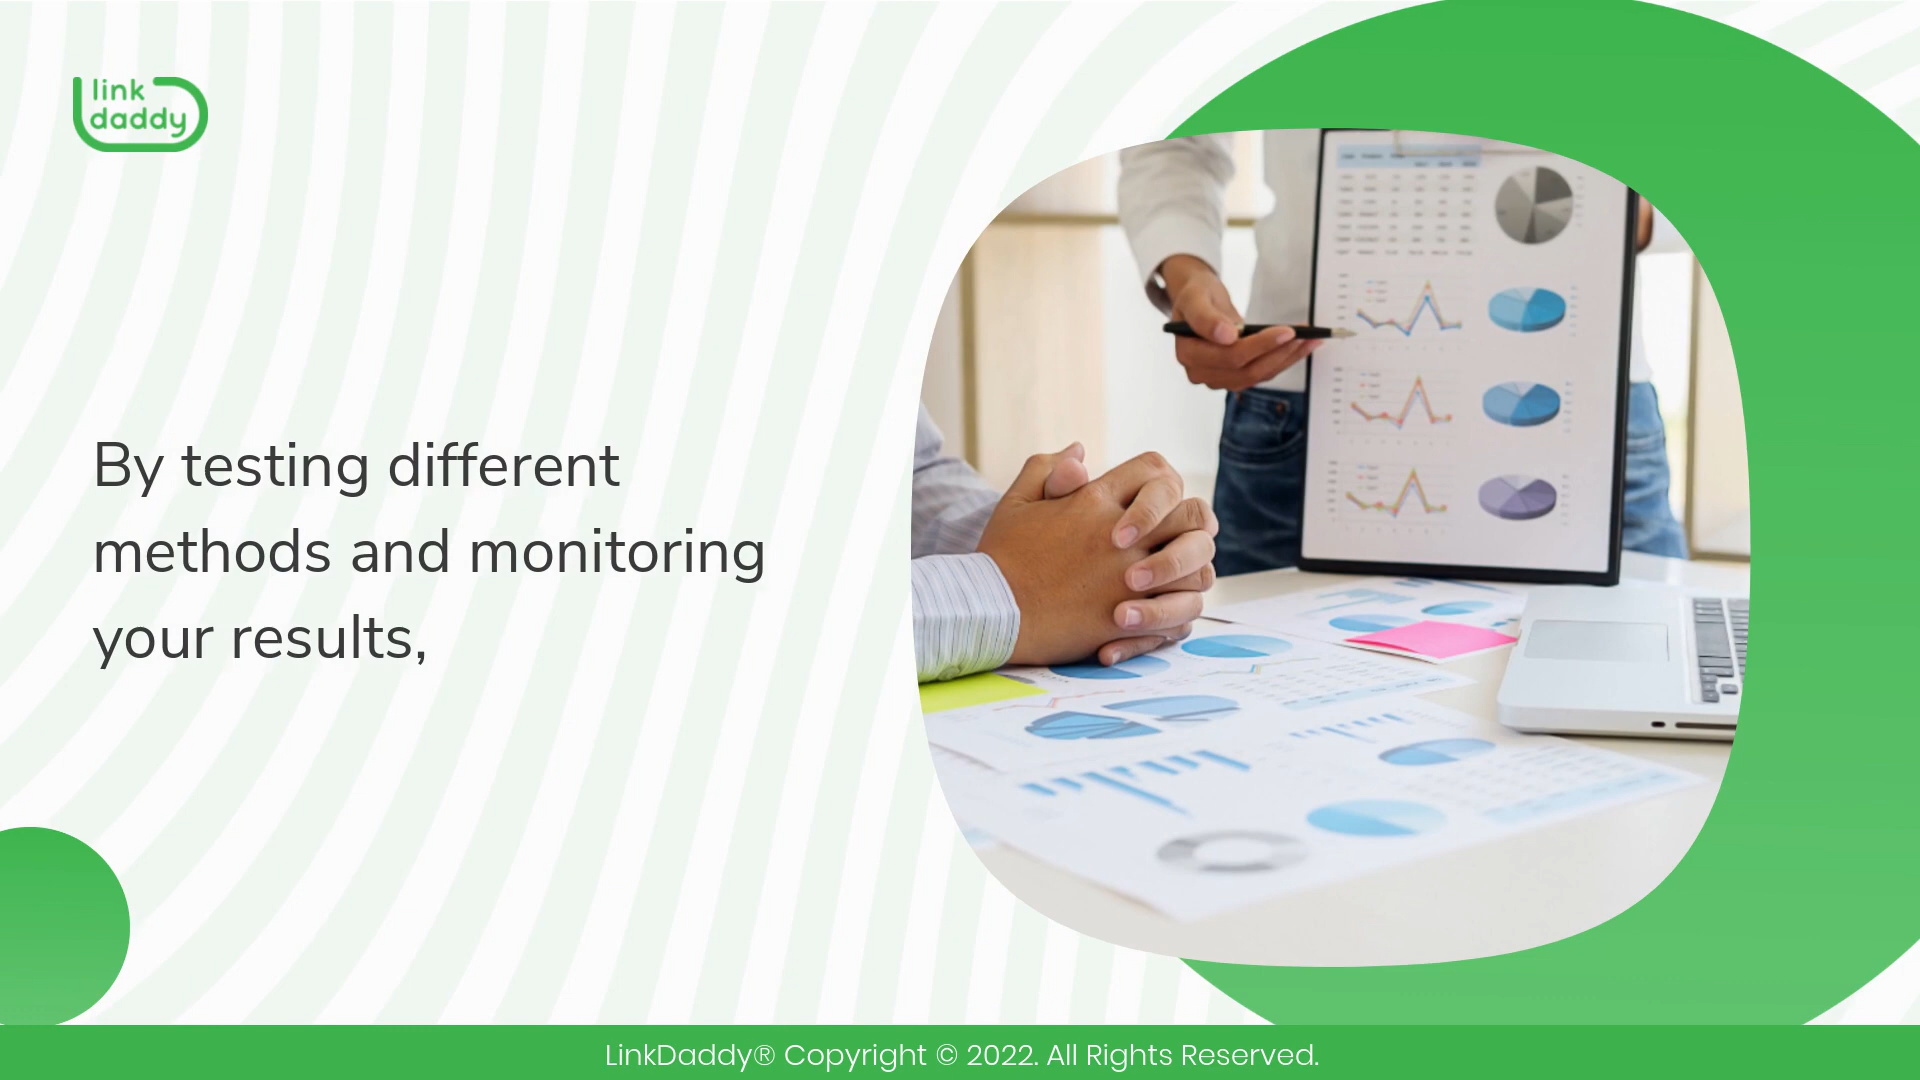 link
daddy
By testing different
methods and monitoring
your results,
LinkDaddy® Copyright © 2022. All Rights Reserved.